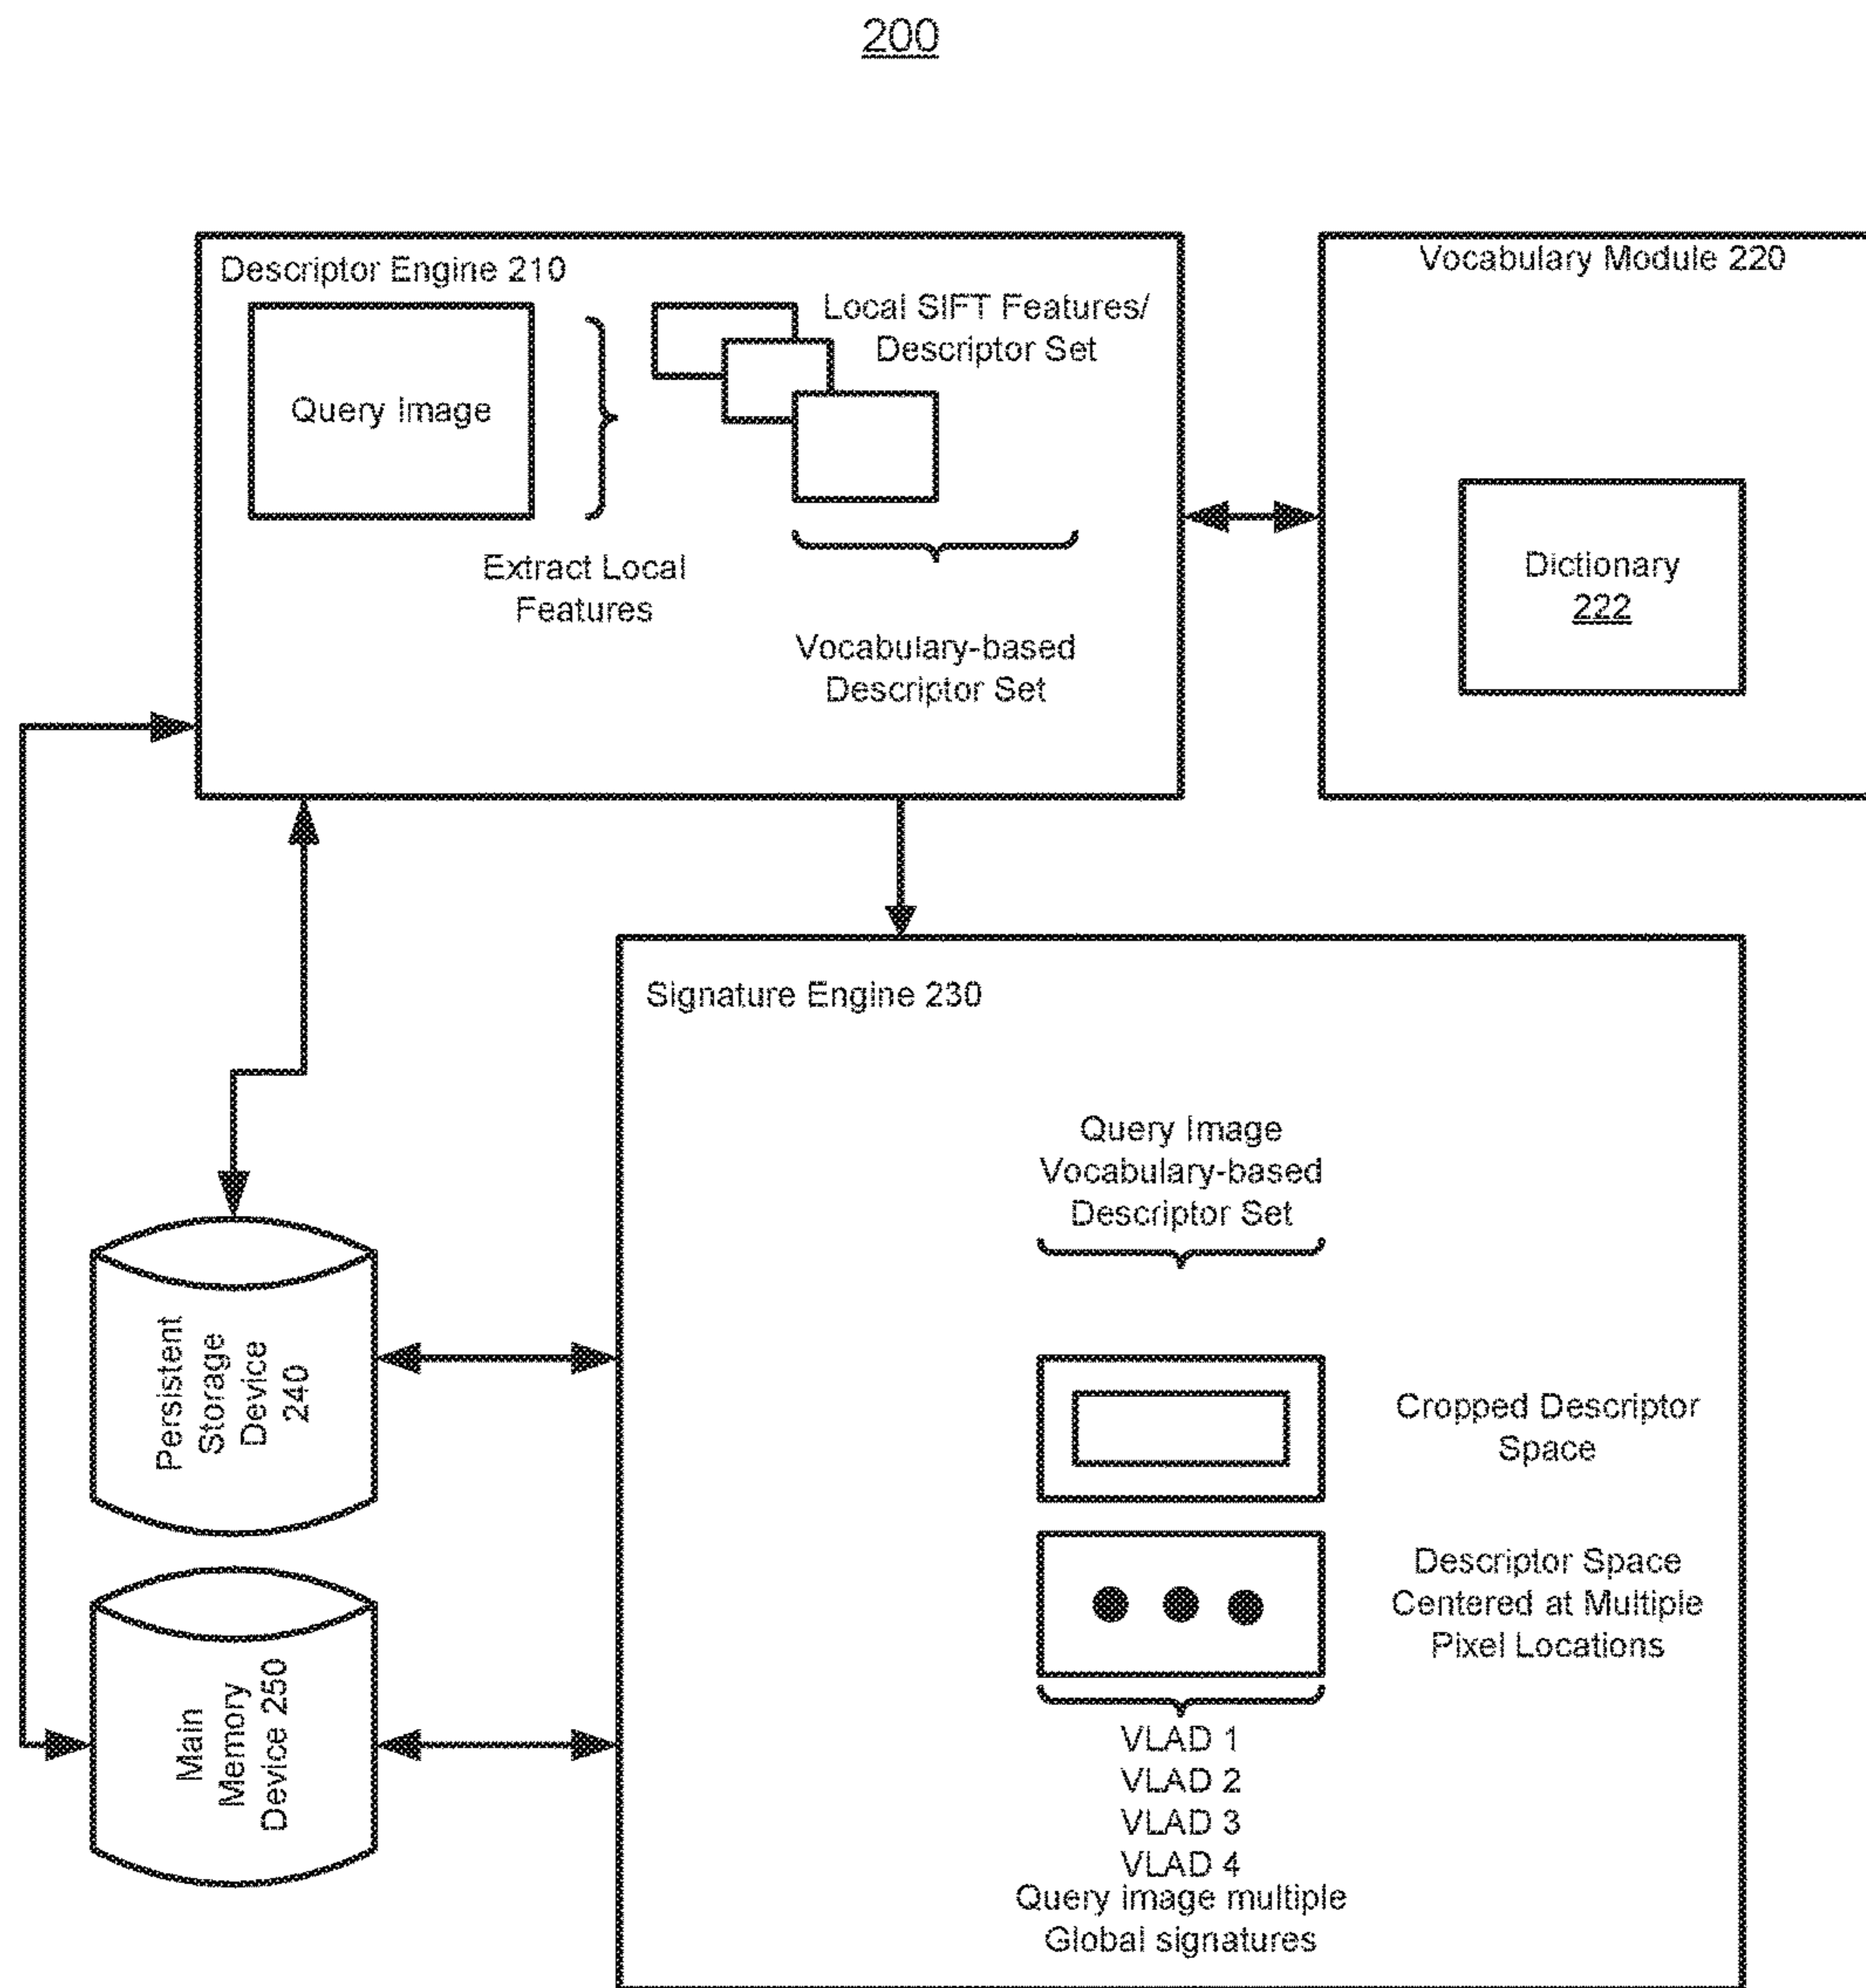 200
Descriptor Engine 210
Query Image
Local SIFT Features/
Descriptor Set
Extract Local
Features
Vocabulary-based
Descriptor Set
Vocabulary Module 220
Dictionary
222
Signature Engine 230
Query Image
Vocabulary-based
Descriptor Set
Cropped Descriptor
Space
Descriptor Space
Centered at Multiple
Pixel Locations
VLAD 1
VLAD 2
VLAD 3
VLAD 4
Query image multiple
Global signatures
Persistent
Storage
Device
240
Main
Memory
Device 250